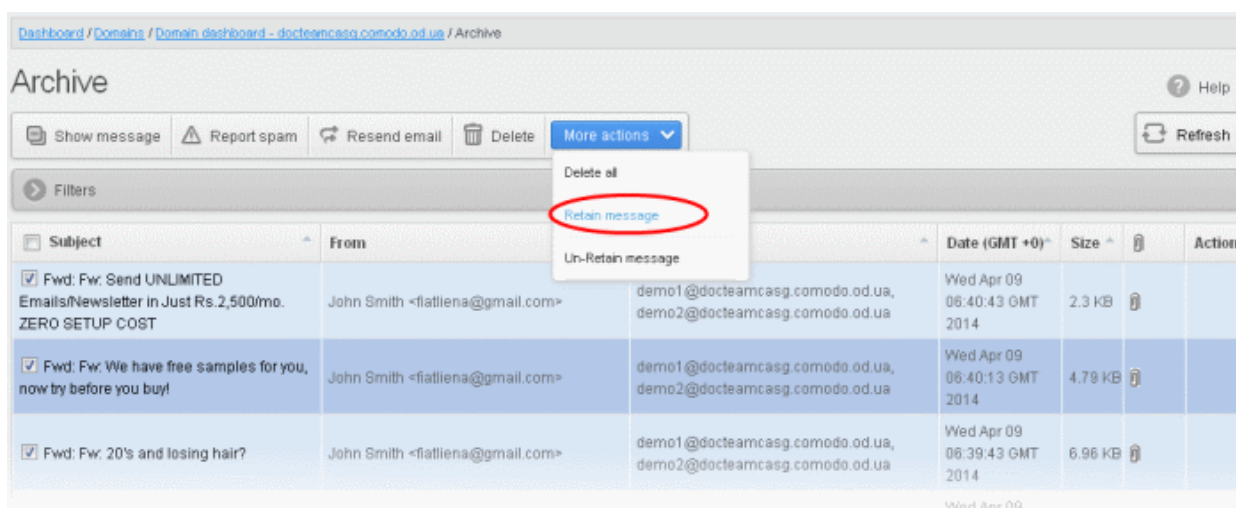 Dashboard / Domains / Domain dashboard - docteamcasg.comodo.od.ua / Archive
Archive
Help
Show message
Report spam
Resend email
Delete
More actions
Refresh
Delete all
Filters
Retain message
Un-Retain message
Subject
From
Date (GMT +0)
Size
Action
Fwd: Fw: Send UNLIMITED
Emails/Newsletter in Just Rs.2,500/mo.
ZERO SETUP COST
John Smith <fiatliena@gmail.com>
demo1@docteamcasg.comodo.od.ua,
demo2@docteamcasg.comodo.od.ua
Wed Apr 09
06:40:43 GMT
2014
2.3 KB
Fwd: Fw: We have free samples for you,
now try before you buy!
John Smith <fiatliena@gmail.com>
demo1@docteamcasg.comodo.od.ua,
demo2@docteamcasg.comodo.od.ua
Wed Apr 09
06:40:13 GMT
2014
4.79 KB
Fwd: Fw: 20's and losing hair?
John Smith <fiatliena@gmail.com>
demo1@docteamcasg.comodo.od.ua,
demo2@docteamcasg.comodo.od.ua
Wed Apr 09
06:39:43 GMT
2014
6.96 KB
Wed Apr 09